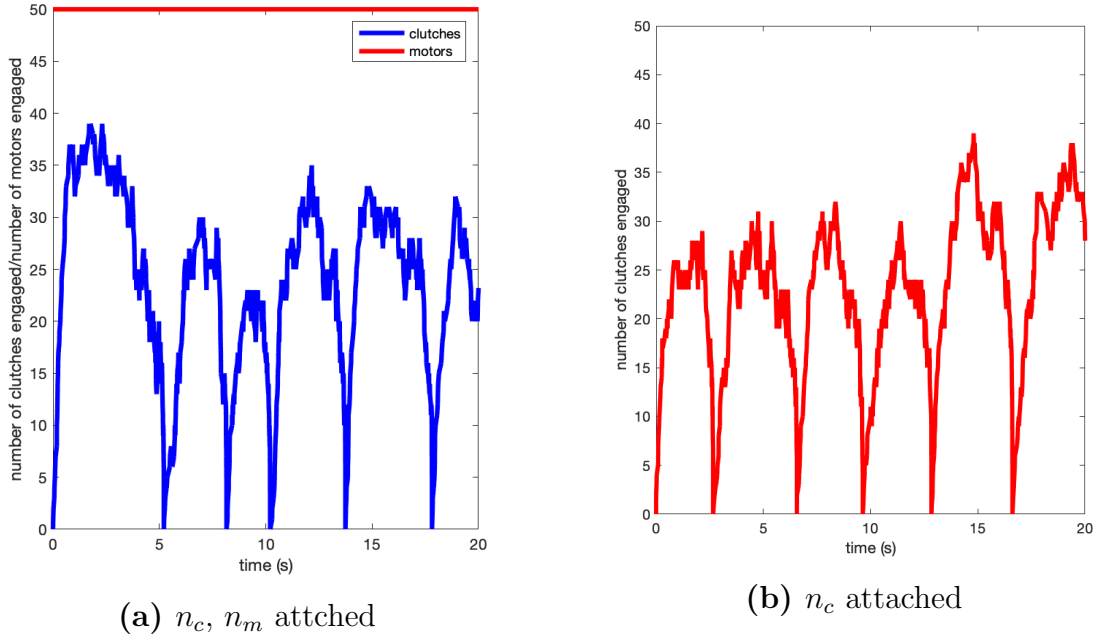 number of clutches engaged/number of motors engaged
50
45
40
35
30
25
20
15
10
5
0
clutches
motors
0 5 10 15 20
time (s)
(a) n_c, n_m attched
number of clutches engaged
50
45
40
35
30
25
20
15
10
5
0
0 5 10 15 20
time (s)
(b) n_c attached